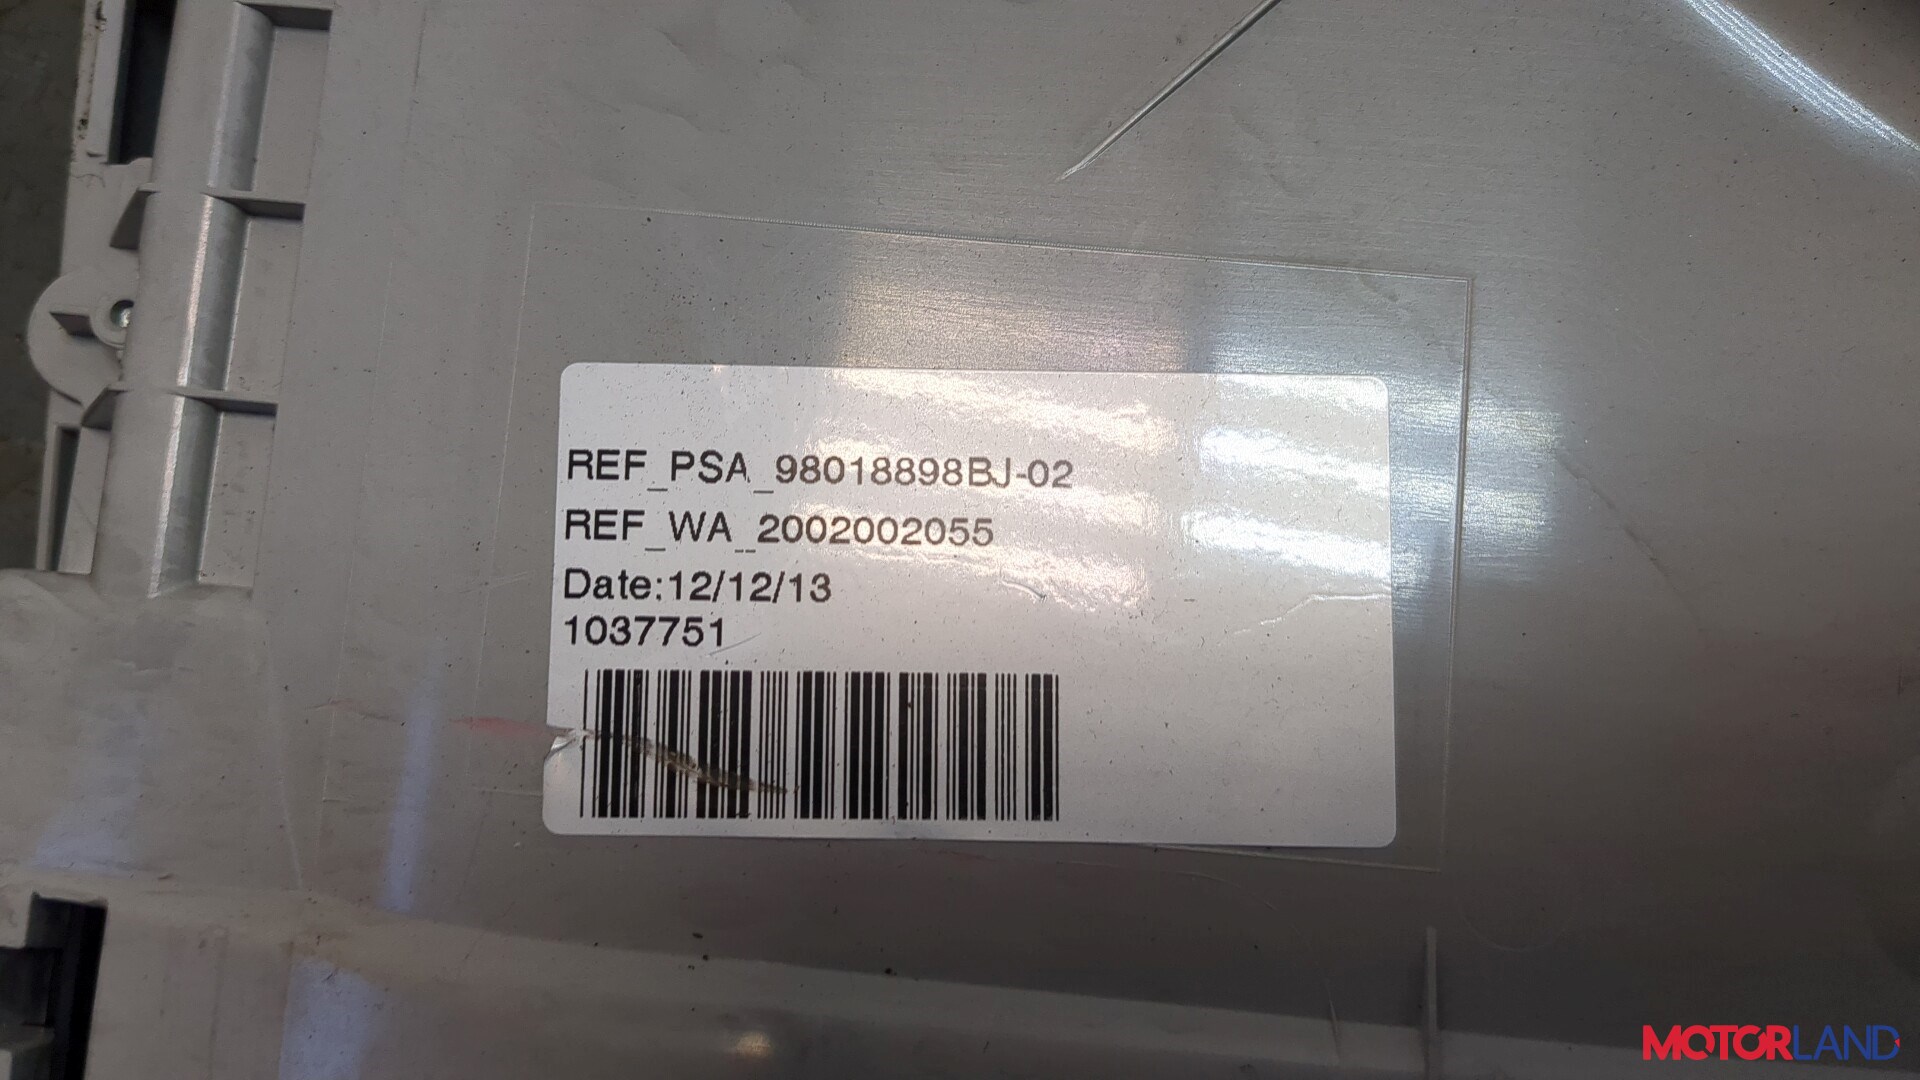 REF_PSA_98018898BJ-02
REF_WA_2002002055
Date:12/12/13
1037751
MOTORLAND